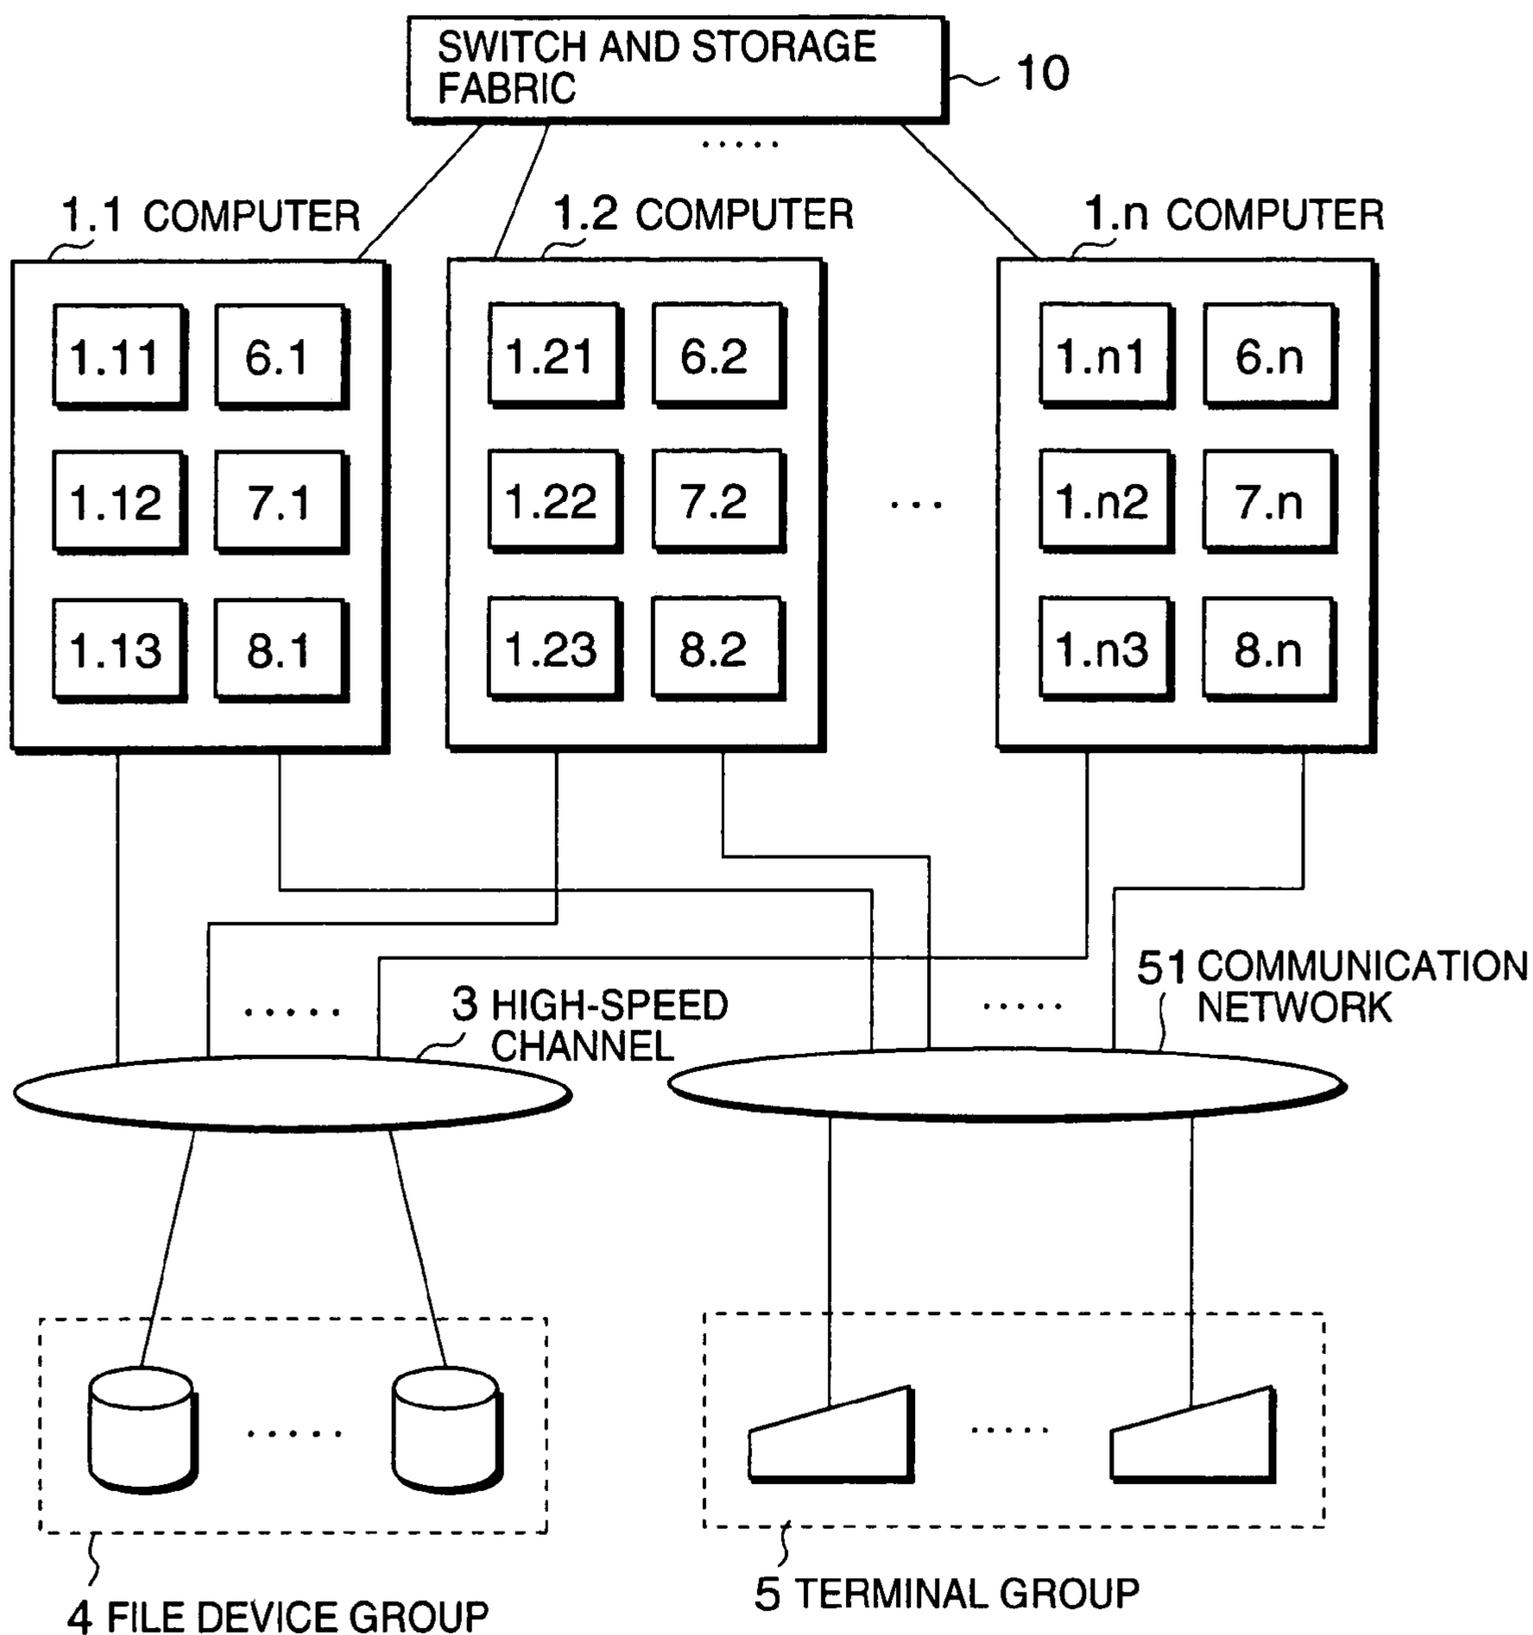 SWITCH AND STORAGE
FABRIC
10
.....
1.1 COMPUTER
1.2 COMPUTER
1.n COMPUTER
1.11 6.1
1.21 6.2
1.n1 6.n
1.12 7.1
1.22 7.2
...
1.n2 7.n
1.13 8.1
1.23 8.2
1.n3 8.n
.....
3 HIGH-SPEED
CHANNEL
.....
51 COMMUNICATION
NETWORK
.....
.....
4 FILE DEVICE GROUP
5 TERMINAL GROUP